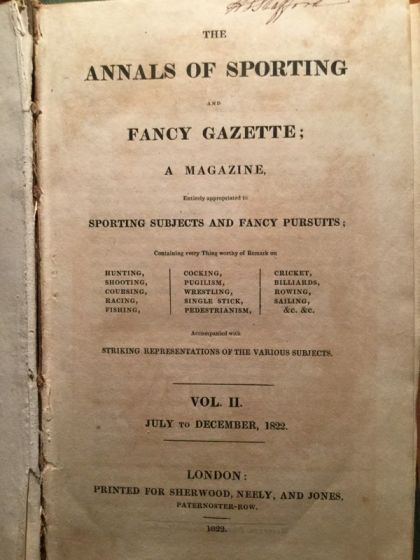 THE
ANNALS OF SPORTING
AND
FANCY GAZETTE;
A MAGAZINE,
Entirely appropriated to
SPORTING SUBJECTS AND FANCY PURSUITS;
Containing every Thing worthy of Remark on
HUNTING,
SHOOTING,
COURSING,
RACING,
FISHING,
COCKING,
PUGILISM,
WRESTLING,
SINGLE STICK,
PEDESTRIANISM,
CRICKET,
BILLIARDS,
ROWING,
SAILING,
&c. &c.
Accompanied with
STRIKING REPRESENTATIONS OF THE VARIOUS SUBJECTS.
VOL. II.
JULY TO DECEMBER, 1822.
LONDON:
PRINTED FOR SHERWOOD, NEELY, AND JONES,
PATERNOSTER-ROW.
1822.